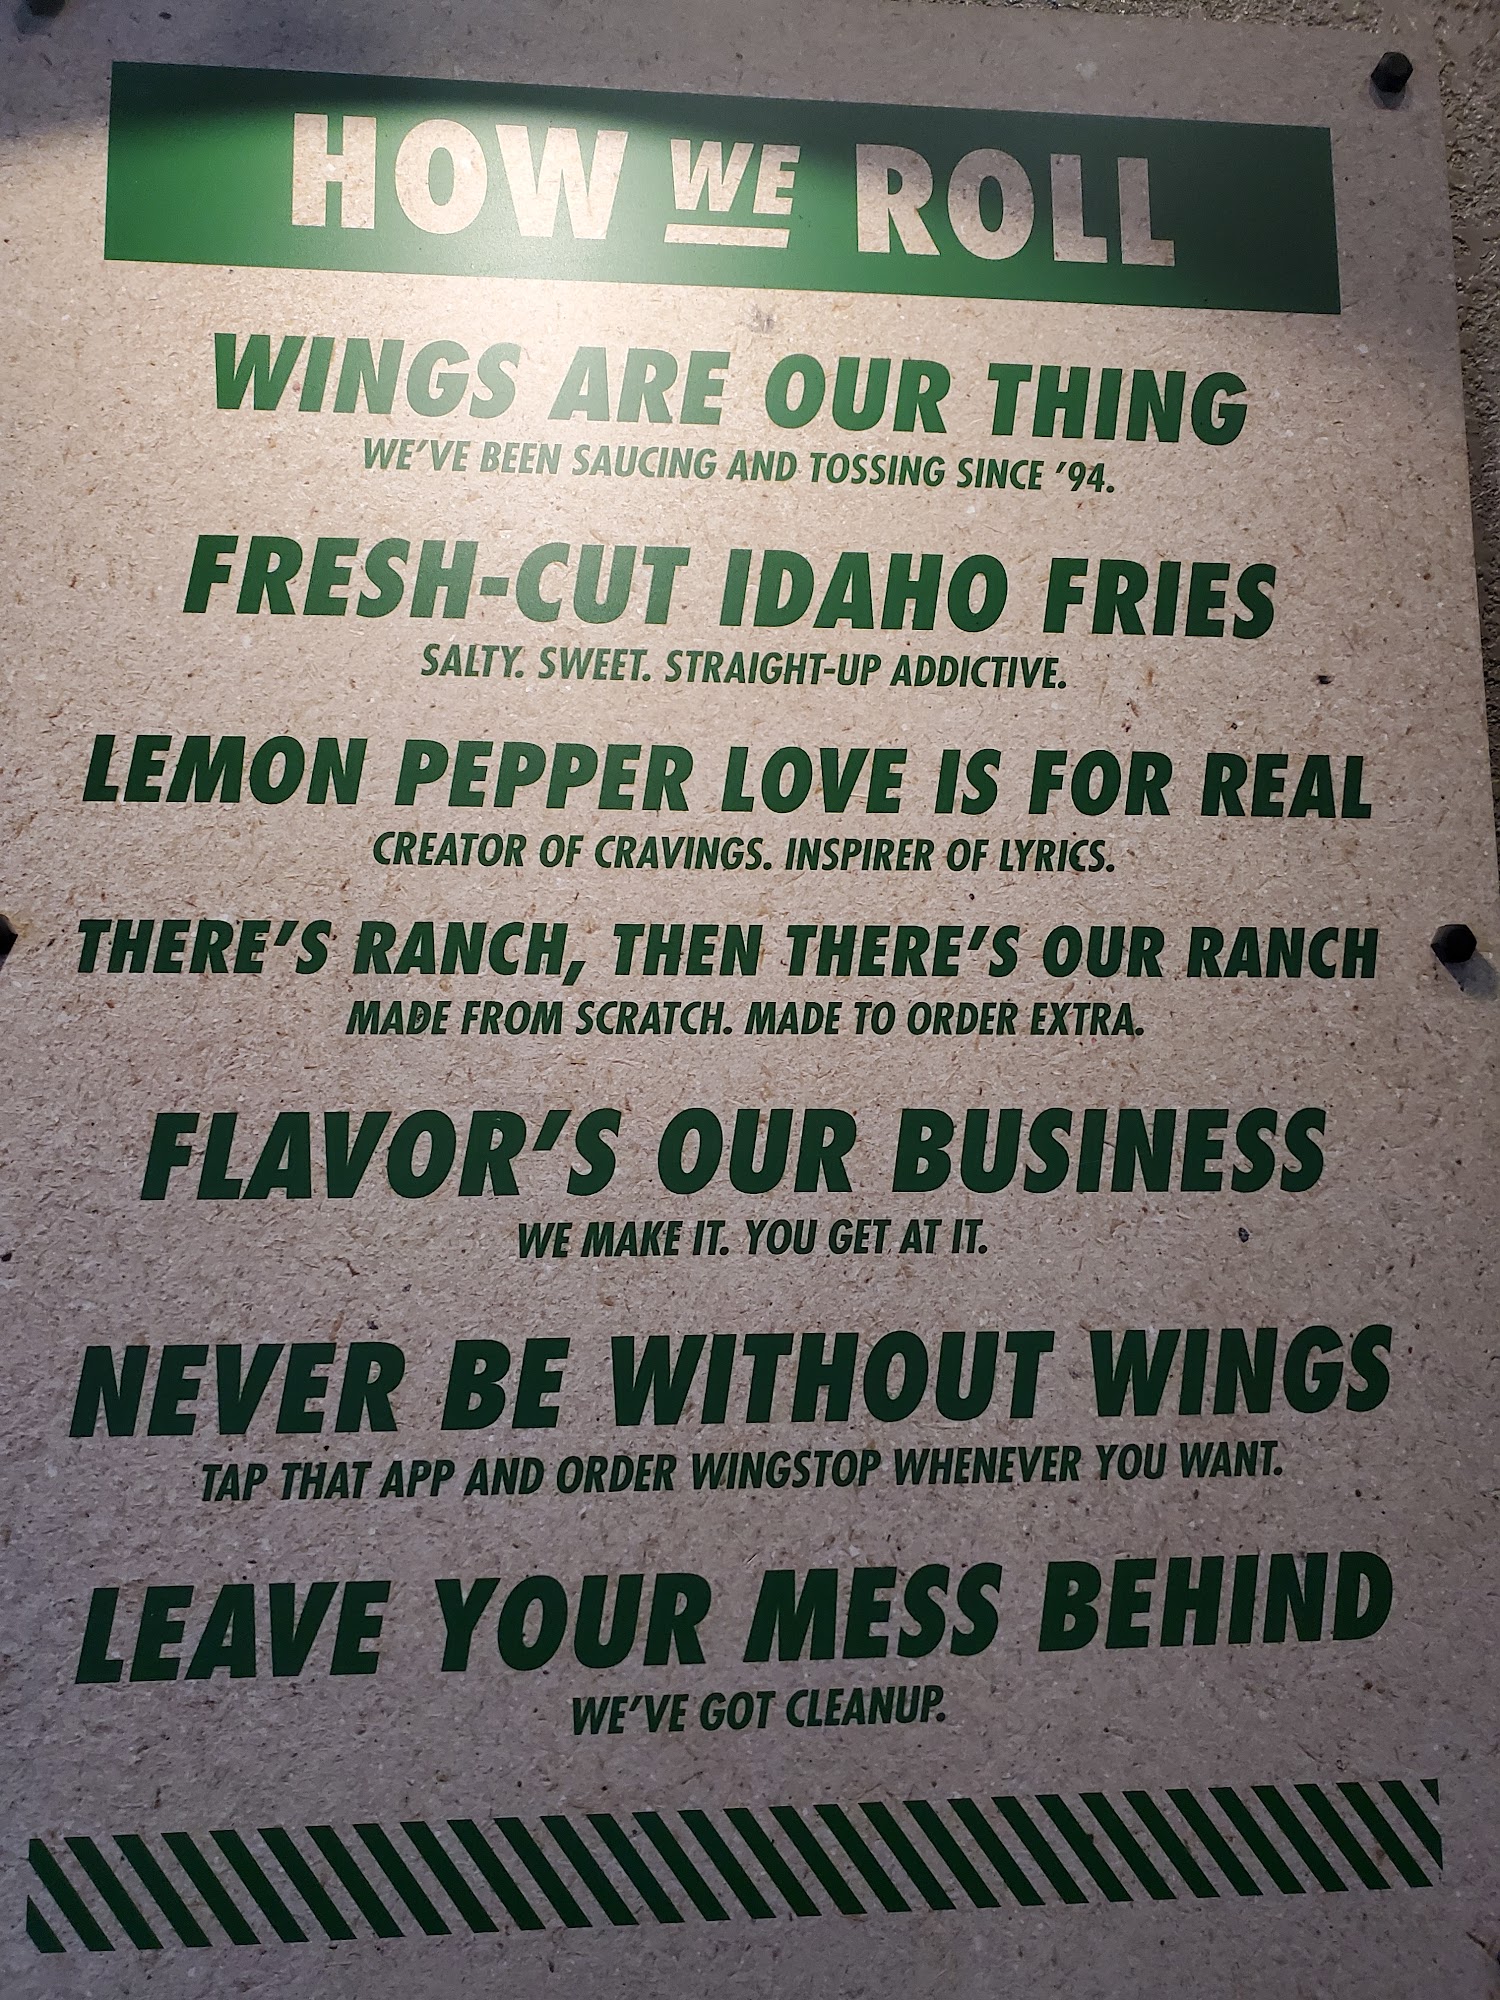 HOW WE ROLL
WINGS ARE OUR THING
WE'VE BEEN SAUCING AND TOSSING SINCE '94.
FRESH-CUT IDAHO FRIES
SALTY. SWEET. STRAIGHT-UP ADDICTIVE.
LEMON PEPPER LOVE IS FOR REAL
CREATOR OF CRAVINGS. INSPIRER OF LYRICS.
THERE'S RANCH, THEN THERE'S OUR RANCH
MADE FROM SCRATCH. MADE TO ORDER EXTRA.
FLAVOR'S OUR BUSINESS
WE MAKE IT. YOU GET AT IT.
NEVER BE WITHOUT WINGS
TAP THAT APP AND ORDER WINGSTOP WHENEVER YOU WANT.
LEAVE YOUR MESS BEHIND
WE'VE GOT CLEANUP.